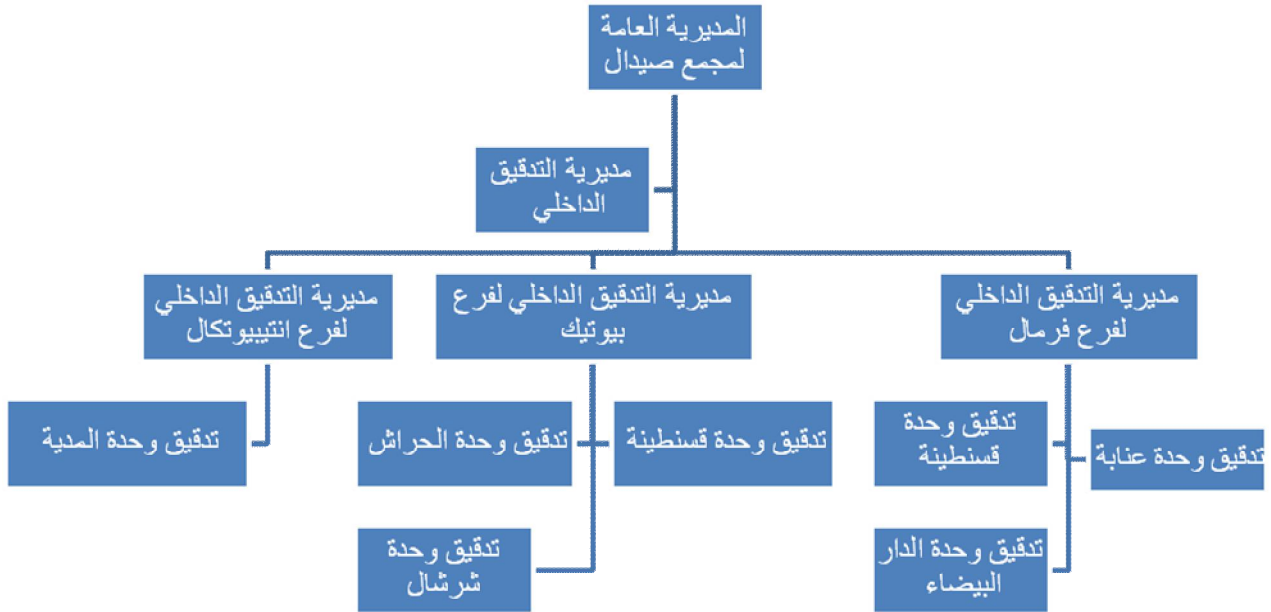 المديرية العامة
لمجمع صيدال
مديرية التدقيق
الداخلي
مديرية التدقيق الداخلي
لفرع فرمال
مديرية التدقيق الداخلي لفرع
بيوتيك
مديرية التدقيق الداخلي
لفرع انتيبيوتكال
تدقيق وحدة عنابة
تدقيق وحدة
قسنطينة
تدقيق وحدة الدار
البيضاء
تدقيق وحدة قسنطينة
تدقيق وحدة الحراش
تدقيق وحدة
شرشال
تدقيق وحدة المدية